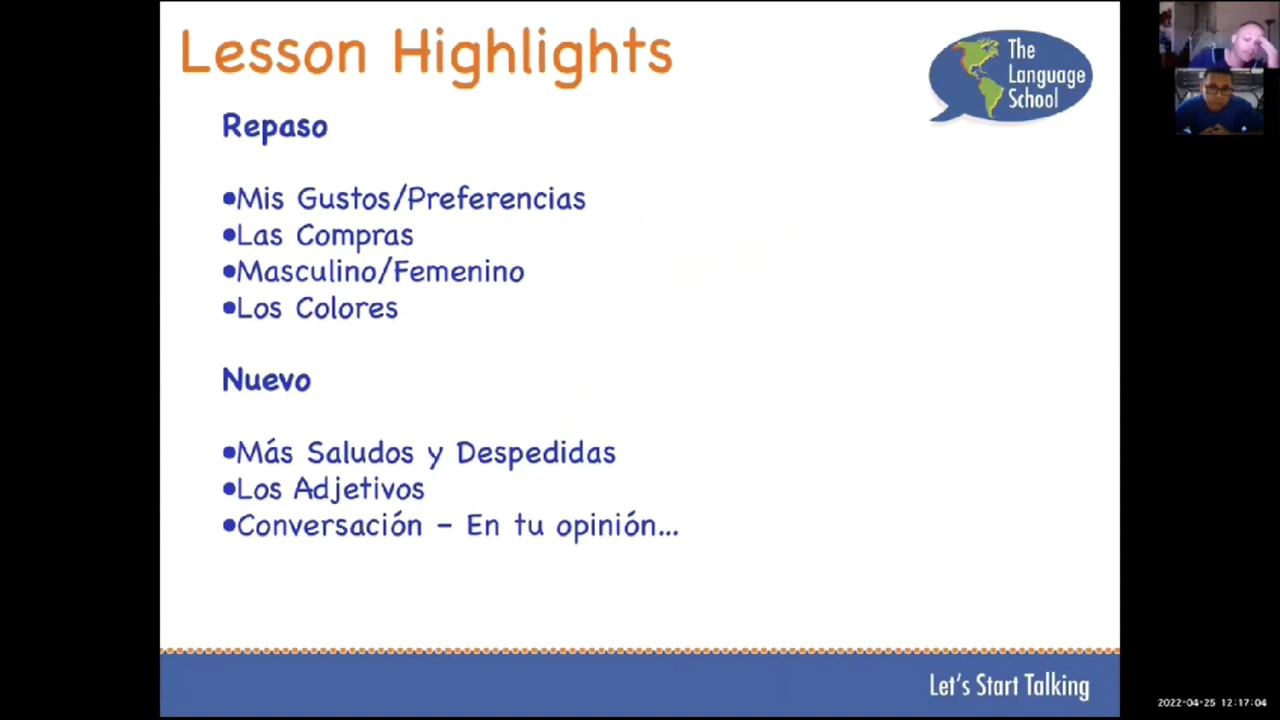 Lesson Highlights
The
Language
School
Repaso
•Mis Gustos/Preferencias
•Las Compras
•Masculino/Femenino
•Los Colores
Nuevo
•Más Saludos y Despedidas
•Los Adjetivos
•Conversación – En tu opinión...
Let's Start Talking
2022-04-25 12:17:04